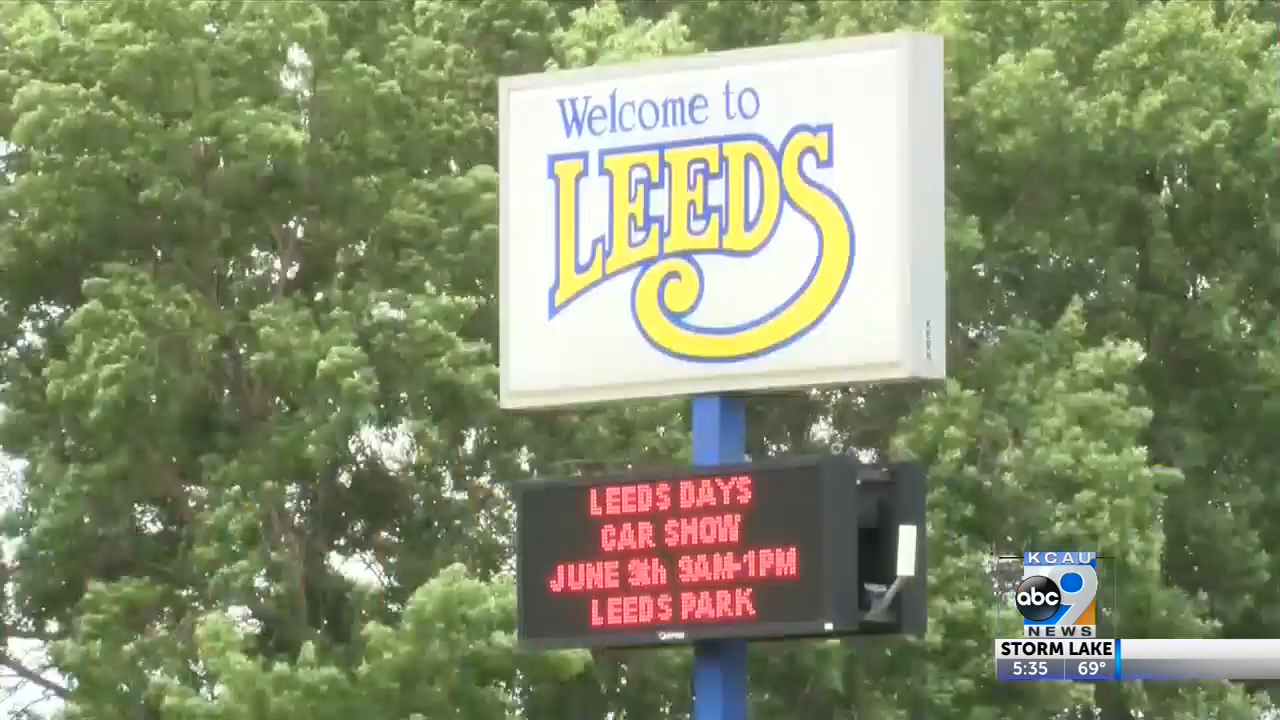 Welcome to
LEEDS
LEEDS DAYS
CAR SHOW
JUNE 9th 9AM-1PM
LEEDS PARK
KCAU
abc 9
NEWS
STORM LAKE
5:35 69°